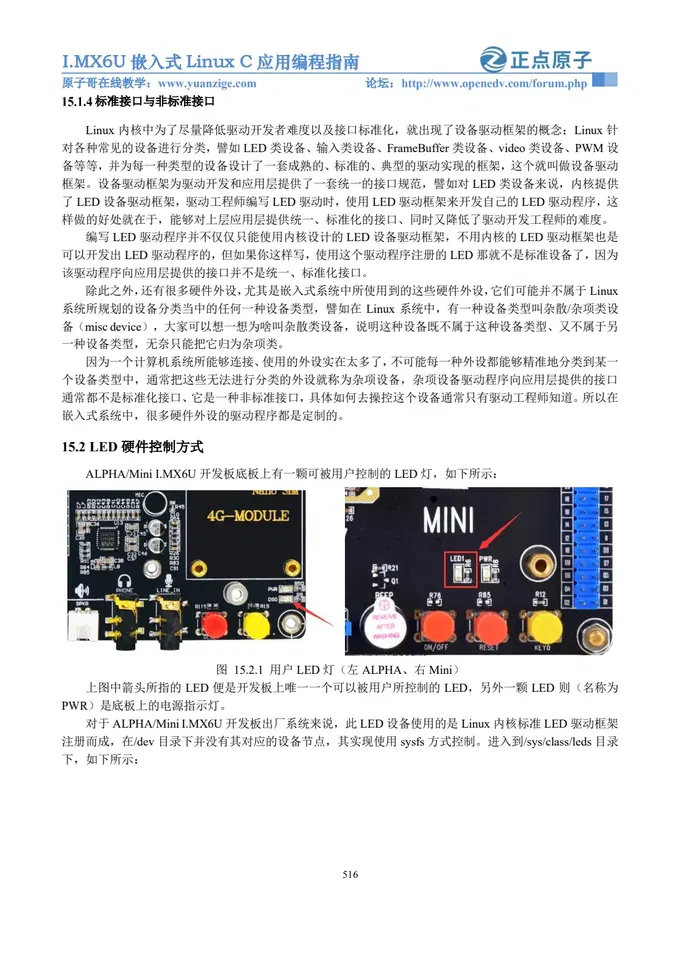 I.MX6U 嵌入式 Linux C 应用编程指南
正点原子
原子哥在线教学：www.yuanzige.com
论坛：http://www.openedv.com/forum.php
15.1.4 标准接口与非标准接口
Linux 内核中为了尽量降低驱动开发者难度以及接口标准化，就出现了设备驱动框架的概念；Linux 针
对各种常见的设备进行分类，譬如 LED 类设备、输入类设备、FrameBuffer 类设备、video 类设备、PWM 设
备等等，并为每一种类型的设备设计了一套成熟的、标准的、典型的驱动实现的框架，这个就叫做设备驱动
框架。设备驱动框架为驱动开发和应用层提供了一套统一的接口规范，譬如对 LED 类设备来说，内核提供
了 LED 设备驱动框架，驱动工程师编写 LED 驱动时，使用 LED 驱动框架来开发自己的 LED 驱动程序，这
样做的好处就在于，能够对上层应用层提供统一、标准化的接口、同时又降低了驱动开发工程师的难度。
编写 LED 驱动程序并不仅仅只能使用内核设计的 LED 设备驱动框架，不用内核的 LED 驱动框架也是
可以开发出 LED 驱动程序的，但如果你这样写，使用这个驱动程序注册的 LED 那就不是标准设备了，因为
该驱动程序向应用层提供的接口并不是统一、标准化接口。
除此之外，还有很多硬件外设，尤其是嵌入式系统中所使用到的这些硬件外设，它们可能并不属于 Linux
系统所规划的设备分类当中的任何一种设备类型，譬如在 Linux 系统中，有一种设备类型叫杂散/杂项类设
备（misc device），大家可以想一想为啥叫杂散类设备，说明这种设备既不属于这种设备类型、又不属于另
一种设备类型，无奈只能把它归为杂项类。
因为一个计算机系统所能够连接、使用的外设实在太多了，不可能每一种外设都能够精准地分类到某一
个设备类型中，通常把这些无法进行分类的外设就称为杂项设备，杂项设备驱动程序向应用层提供的接口
通常都不是标准化接口、它是一种非标准接口，具体如何去操控这个设备通常只有驱动工程师知道。所以在
嵌入式系统中，很多硬件外设的驱动程序都是定制的。
15.2 LED 硬件控制方式
ALPHA/Mini I.MX6U 开发板底板上有一颗可被用户控制的 LED 灯，如下所示：
Nano Sim
4G-MODULE
MIC
PWR
DS0
PHONE
LINE_IN
SPK0
R15
MINI
LED1
PWR
R6
R8
R21
Q1
BEEP
REMOVE
AFTER
WASHING
R76
R85
R12
ON/OFF
RESET
KEY0
图 15.2.1 用户 LED 灯（左 ALPHA、右 Mini）
上图中箭头所指的 LED 便是开发板上唯一一个可以被用户所控制的 LED，另外一颗 LED 则（名称为
PWR）是底板上的电源指示灯。
对于 ALPHA/Mini I.MX6U 开发板出厂系统来说，此 LED 设备使用的是 Linux 内核标准 LED 驱动框架
注册而成，在/dev 目录下并没有其对应的设备节点，其实现使用 sysfs 方式控制。进入到/sys/class/leds 目录
下，如下所示：
516